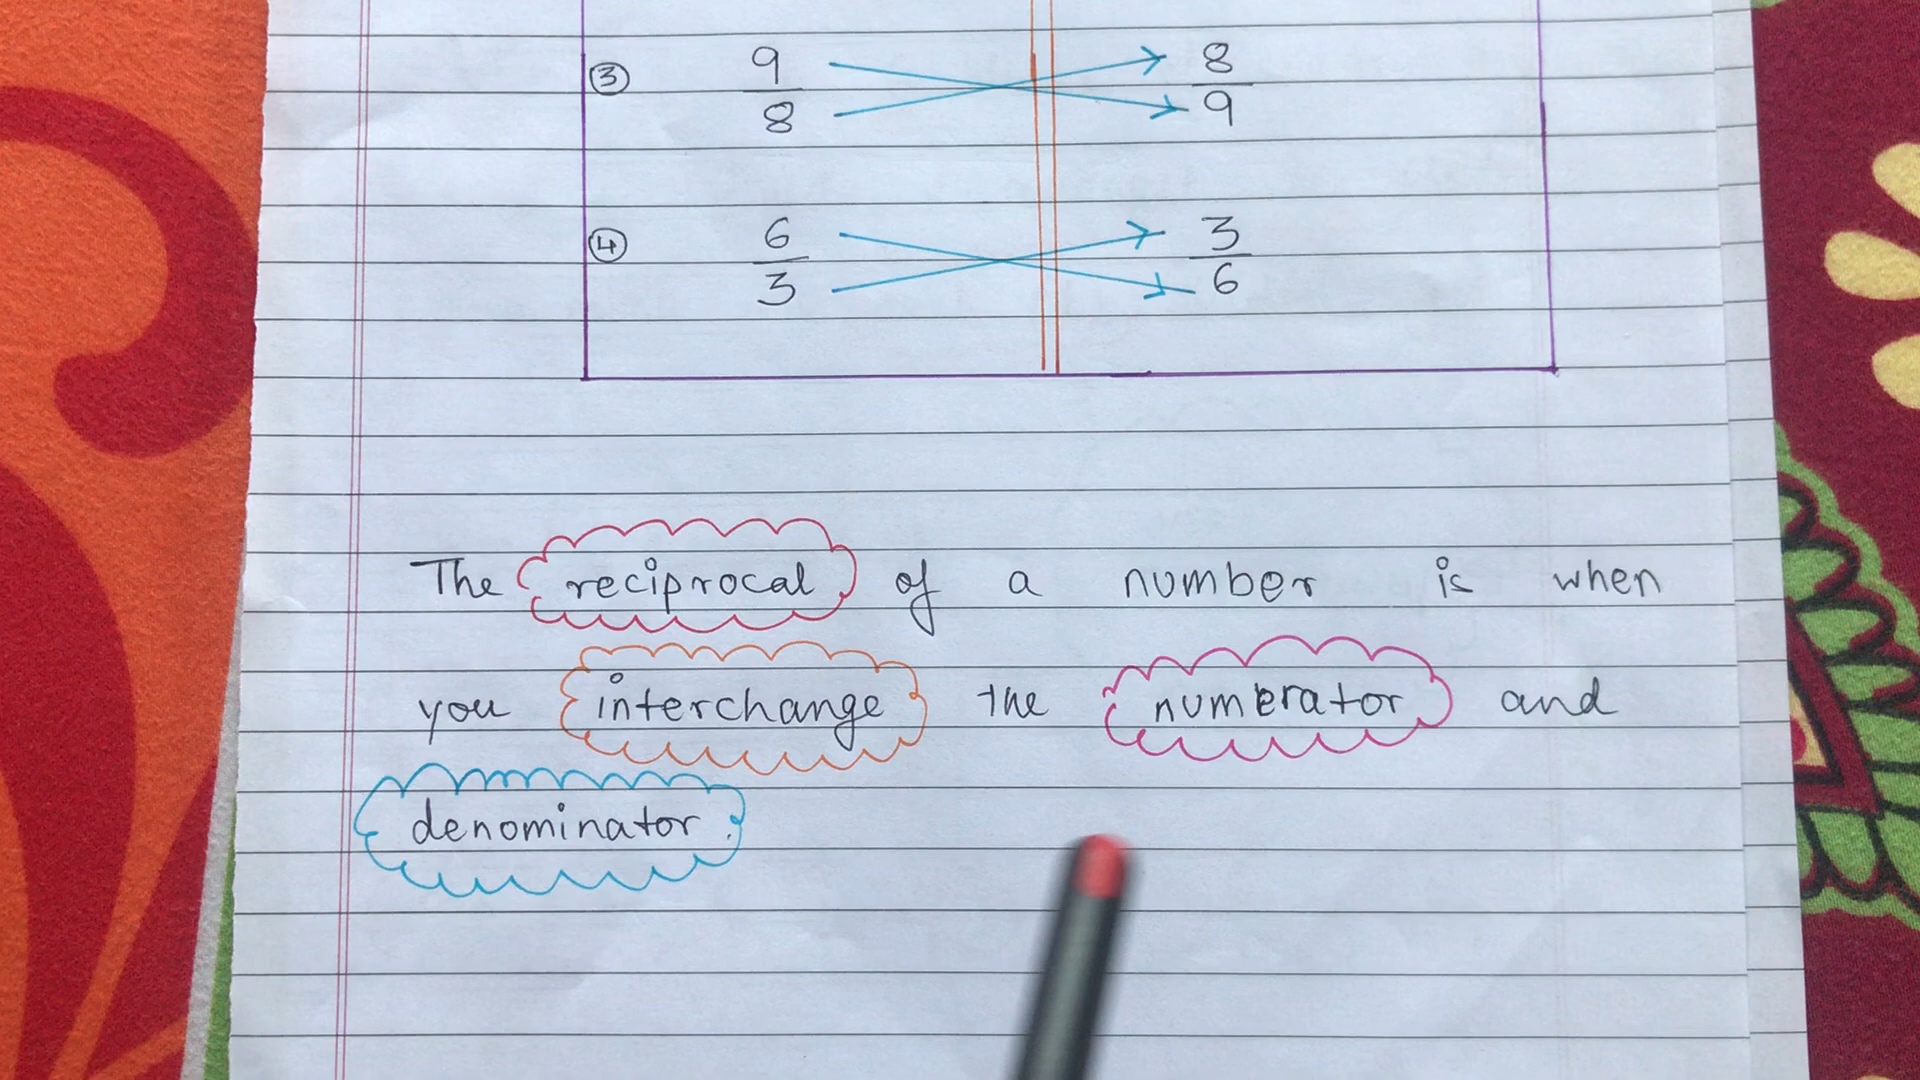 ③ 9/8 8/9
④ 6/3 3/6
The reciprocal of a number is when
you interchange the numerator and
denominator.